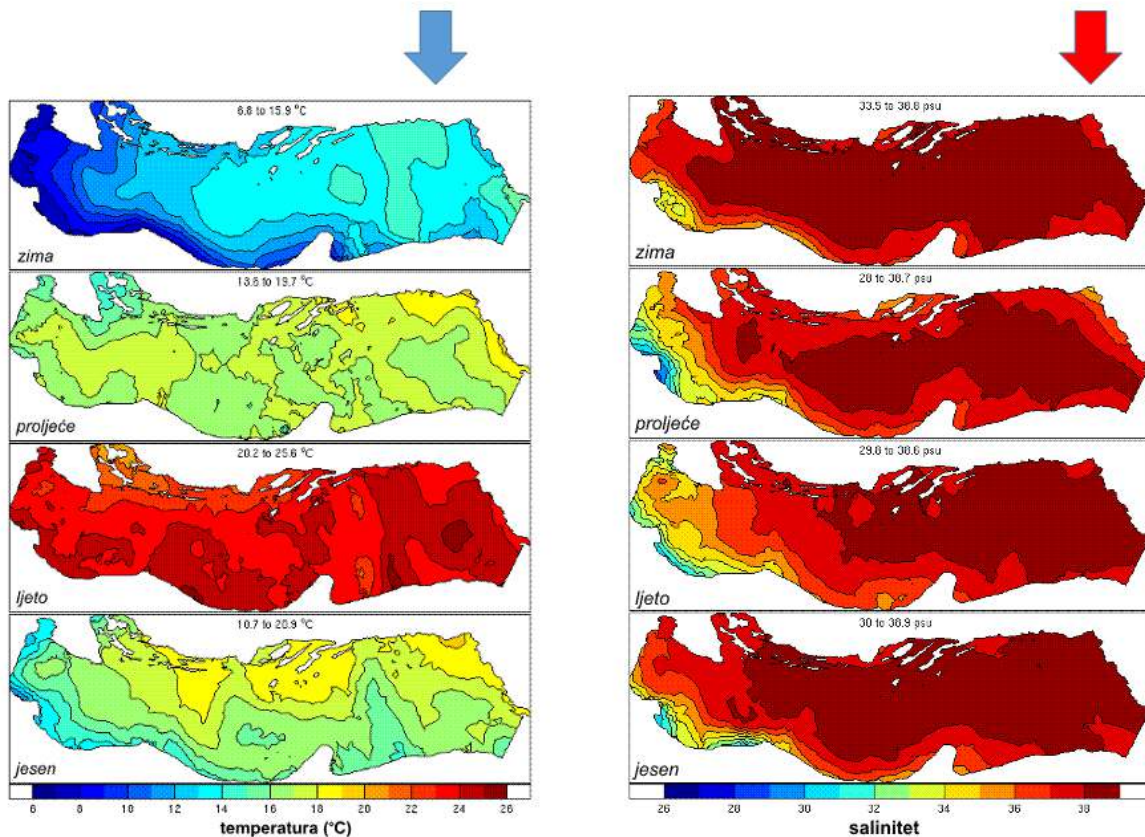 6.8 to 15.9 °C
zima
13.6 to 19.7 °C
proljeće
20.2 to 25.6 °C
ljeto
10.7 to 20.9 °C
jesen
6 8 10 12 14 16 18 20 22 24 26
temperatura (°C)
33.5 to 38.8 psu
zima
28 to 38.7 psu
proljeće
29.8 to 38.6 psu
ljeto
30 to 38.9 psu
jesen
26 28 30 32 34 36 38
salinitet